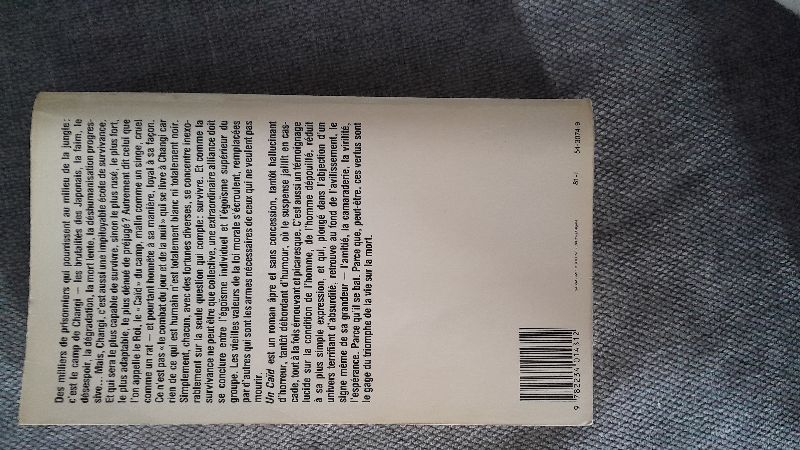 Des milliers de prisonniers qui pourrissent au milieu de la jungle :
c'est le camp de Changi – les brutalités des Japonais, la faim, le
désespoir, la dégradation, la mort lente, la déshumanisation progres-
sive... Mais, Changi, c'est aussi une impitoyable école de survivance.
Et qui sera le plus capable de survivre, sinon le plus rusé, le plus fort,
le plus adaptable, le plus dénué de préjugé? Autrement dit celui que
l'on appelle le Roi, le « Caïd » du camp, malin comme un singe, cruel
comme un rat – et pourtant honnête à sa manière, loyal à sa façon.
Ce n'est pas « le combat du jour et de la nuit » qui se livre à Changi car
rien de ce qui est humain n'est totalement blanc ni totalement noir.
Simplement, chacun, avec des fortunes diverses, se concentre inexo-
rablement sur la seule question qui compte : survivre. Et comme la
survivance ne peut être que collective, une extraordinaire alliance doit
se conclure entre l'égoïsme individuel et l'égoïsme supérieur du
groupe. Les vieilles valeurs de la loi morale s'écroulent, remplacées
par d'autres qui sont les armes nécessaires de ceux qui ne veulent pas
mourir.
Un Caïd est un roman âpre et sans concession, tantôt hallucinant
d'horreur, tantôt débordant d'humour, où le suspense jaillit en cas-
cade, tout à la fois émouvant et picaresque. C'est aussi un témoignage
lucide sur la condition de l'homme, de l'homme dépouillé, réduit
à sa plus simple expression, et qui, plongé dans l'abjection d'un
univers terrifiant d'absurdité, retrouve au fond de l'avilissement, le
signe même de sa grandeur – l'amitié, la camaraderie, la virilité,
l'espérance. Parce qu'il se bat. Parce que, peut-être, ces vertus sont
le gage du triomphe de la vie sur la mort.
81-I
54-3074-9
9 782234 014312